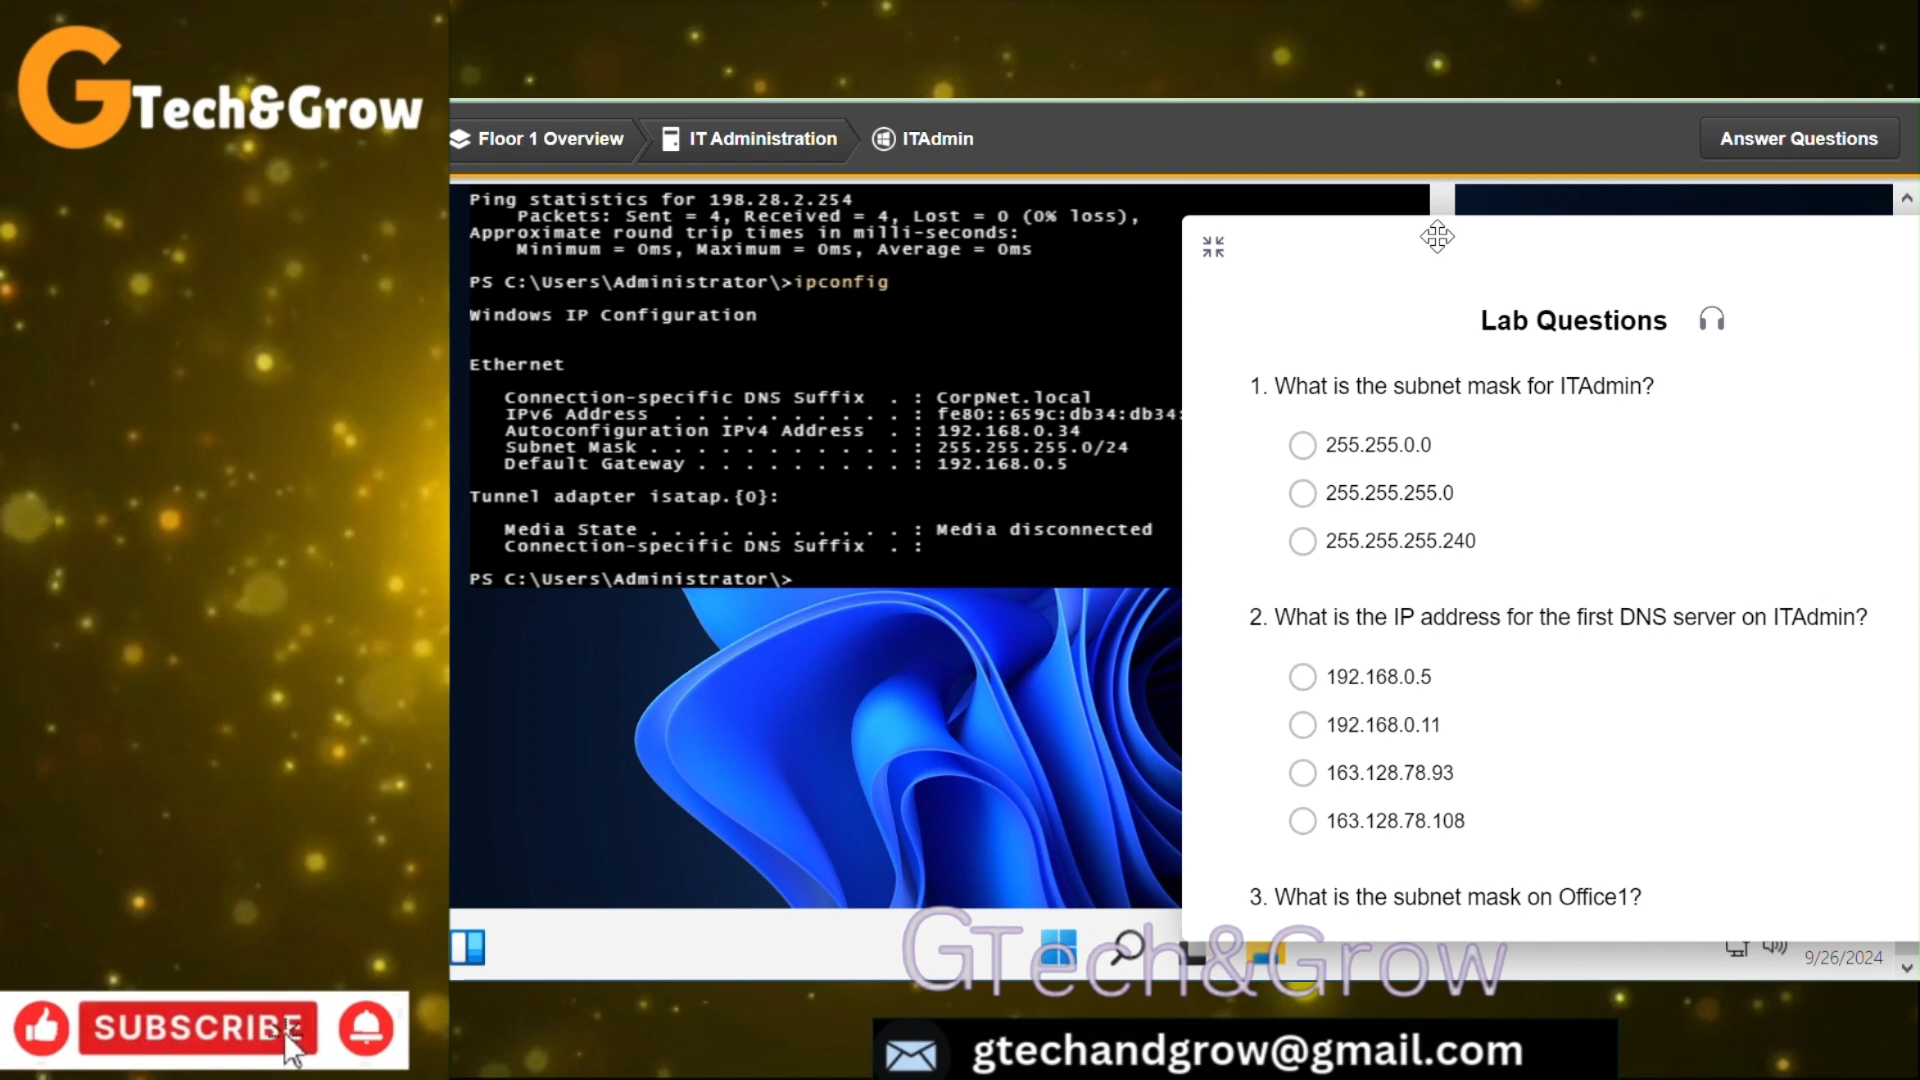 GTech&Grow
Floor 1 Overview
IT Administration
ITAdmin
Answer Questions
Ping statistics for 198.28.2.254
Packets: Sent = 4, Received = 4, Lost = 0 (0% loss),
Approximate round trip times in milli-seconds:
Minimum = 0ms, Maximum = 0ms, Average = 0ms
PS C:\Users\Administrator\>ipconfig
Windows IP Configuration
Ethernet
Connection-specific DNS Suffix . : CorpNet.local
IPv6 Address . . . . . . . . . . : fe80::659c:db34:db34:
Autoconfiguration IPv4 Address . : 192.168.0.34
Subnet Mask . . . . . . . . . . . : 255.255.255.0/24
Default Gateway . . . . . . . . . : 192.168.0.5
Tunnel adapter isatap.{0}:
Media State . . . . . . . . . . . : Media disconnected
Connection-specific DNS Suffix . :
PS C:\Users\Administrator\>
Lab Questions
1. What is the subnet mask for ITAdmin?
255.255.0.0
255.255.255.0
255.255.255.240
2. What is the IP address for the first DNS server on ITAdmin?
192.168.0.5
192.168.0.11
163.128.78.93
163.128.78.108
3. What is the subnet mask on Office1?
9/26/2024
GTech&Grow
SUBSCRIBE
gtechandgrow@gmail.com